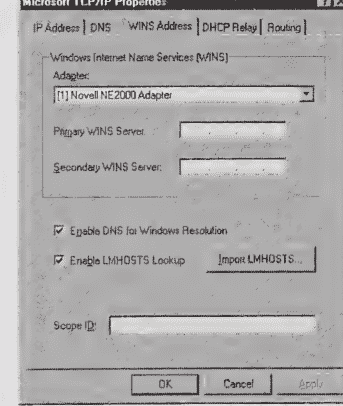 Microsoft TCP/IP Properties
IP Address DNS WINS Address DHCP Relay Routing
Windows Internet Name Services (WINS)
Adapter:
[1] Novell NE2000 Adapter
Primary WINS Server:
Secondary WINS Server:
Enable DNS for Windows Resolution
Enable LMHOSTS Lookup Import LMHOSTS...
Scope ID:
OK Cancel Apply